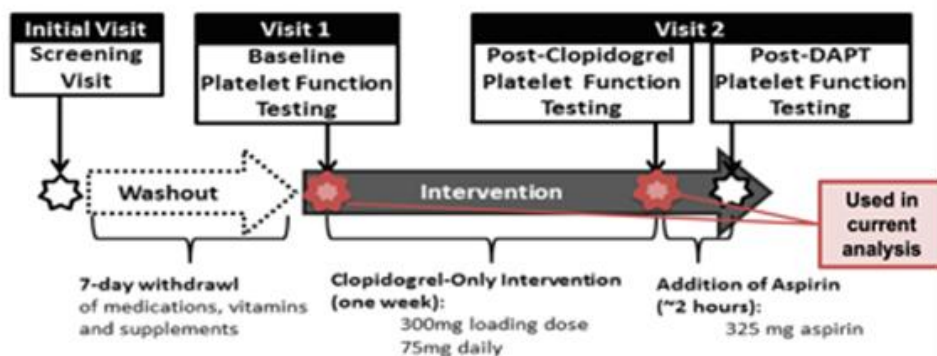 Initial Visit
Screening
Visit
Visit 1
Baseline
Platelet Function
Testing
Visit 2
Post-Clopidogrel
Platelet Function
Testing
Post-DAPT
Platelet Function
Testing
Washout
Intervention
Used in
current
analysis
7-day withdrawl
of medications, vitamins
and supplements
Clopidogrel-Only Intervention
(one week):
300mg loading dose
75mg daily
Addition of Aspirin
(~2 hours):
325 mg aspirin